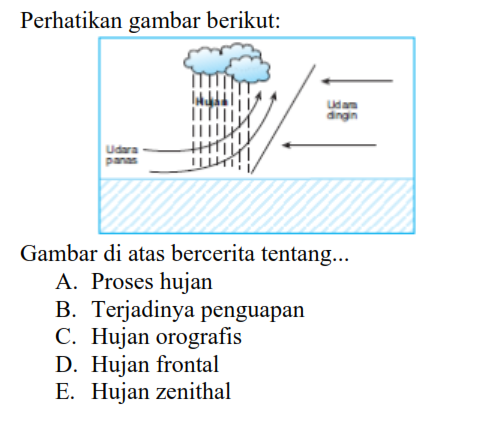 Perhatikan gambar berikut:
Hujan
Udara
dingin
Udara
panas
Gambar di atas bercerita tentang...
A. Proses hujan
B. Terjadinya penguapan
C. Hujan orografis
D. Hujan frontal
E. Hujan zenithal